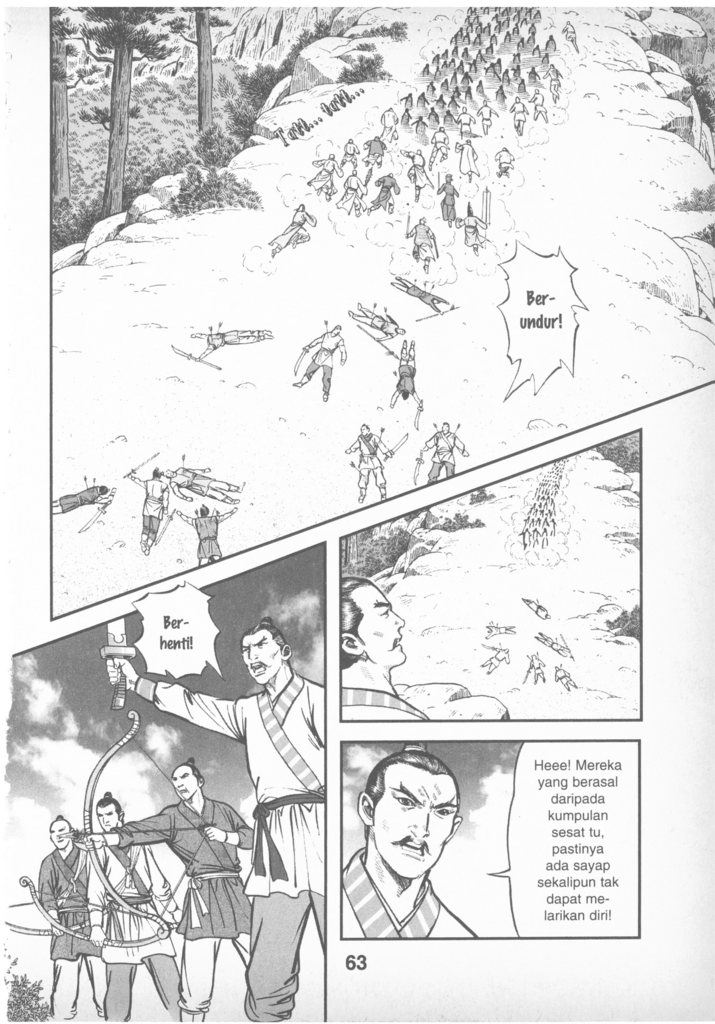 Tam... tam...
Ber-
undur!
Ber-
henti!
Heee! Mereka
yang berasal
daripada
kumpulan
sesat tu,
pastinya
ada sayap
sekalipun tak
dapat me-
larikan diri!
63